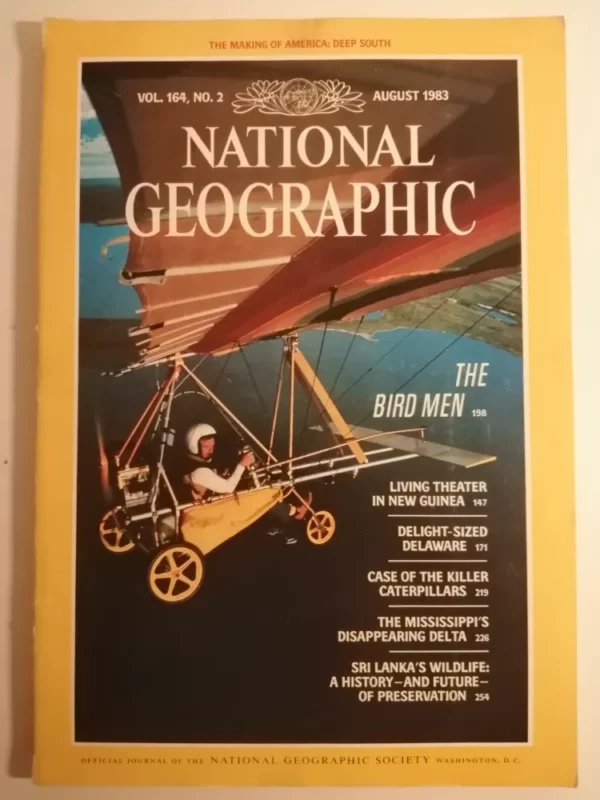 THE MAKING OF AMERICA: DEEP SOUTH
VOL. 164, NO. 2 AUGUST 1983
NATIONAL
GEOGRAPHIC
THE
BIRD MEN 198
LIVING THEATER
IN NEW GUINEA 147
DELIGHT-SIZED
DELAWARE 171
CASE OF THE KILLER
CATERPILLARS 219
THE MISSISSIPPI'S
DISAPPEARING DELTA 226
SRI LANKA'S WILDLIFE:
A HISTORY—AND FUTURE—
OF PRESERVATION 254
OFFICIAL JOURNAL OF THE NATIONAL GEOGRAPHIC SOCIETY WASHINGTON, D.C.